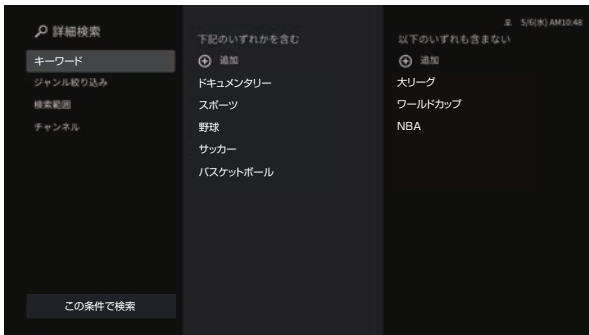 5/6(水) AM10:48
詳細検索
キーワード
ジャンル絞り込み
検索範囲
チャンネル
この条件で検索
下記のいずれかを含む
追加
ドキュメンタリー
スポーツ
野球
サッカー
バスケットボール
以下のいずれも含まない
追加
大リーグ
ワールドカップ
NBA